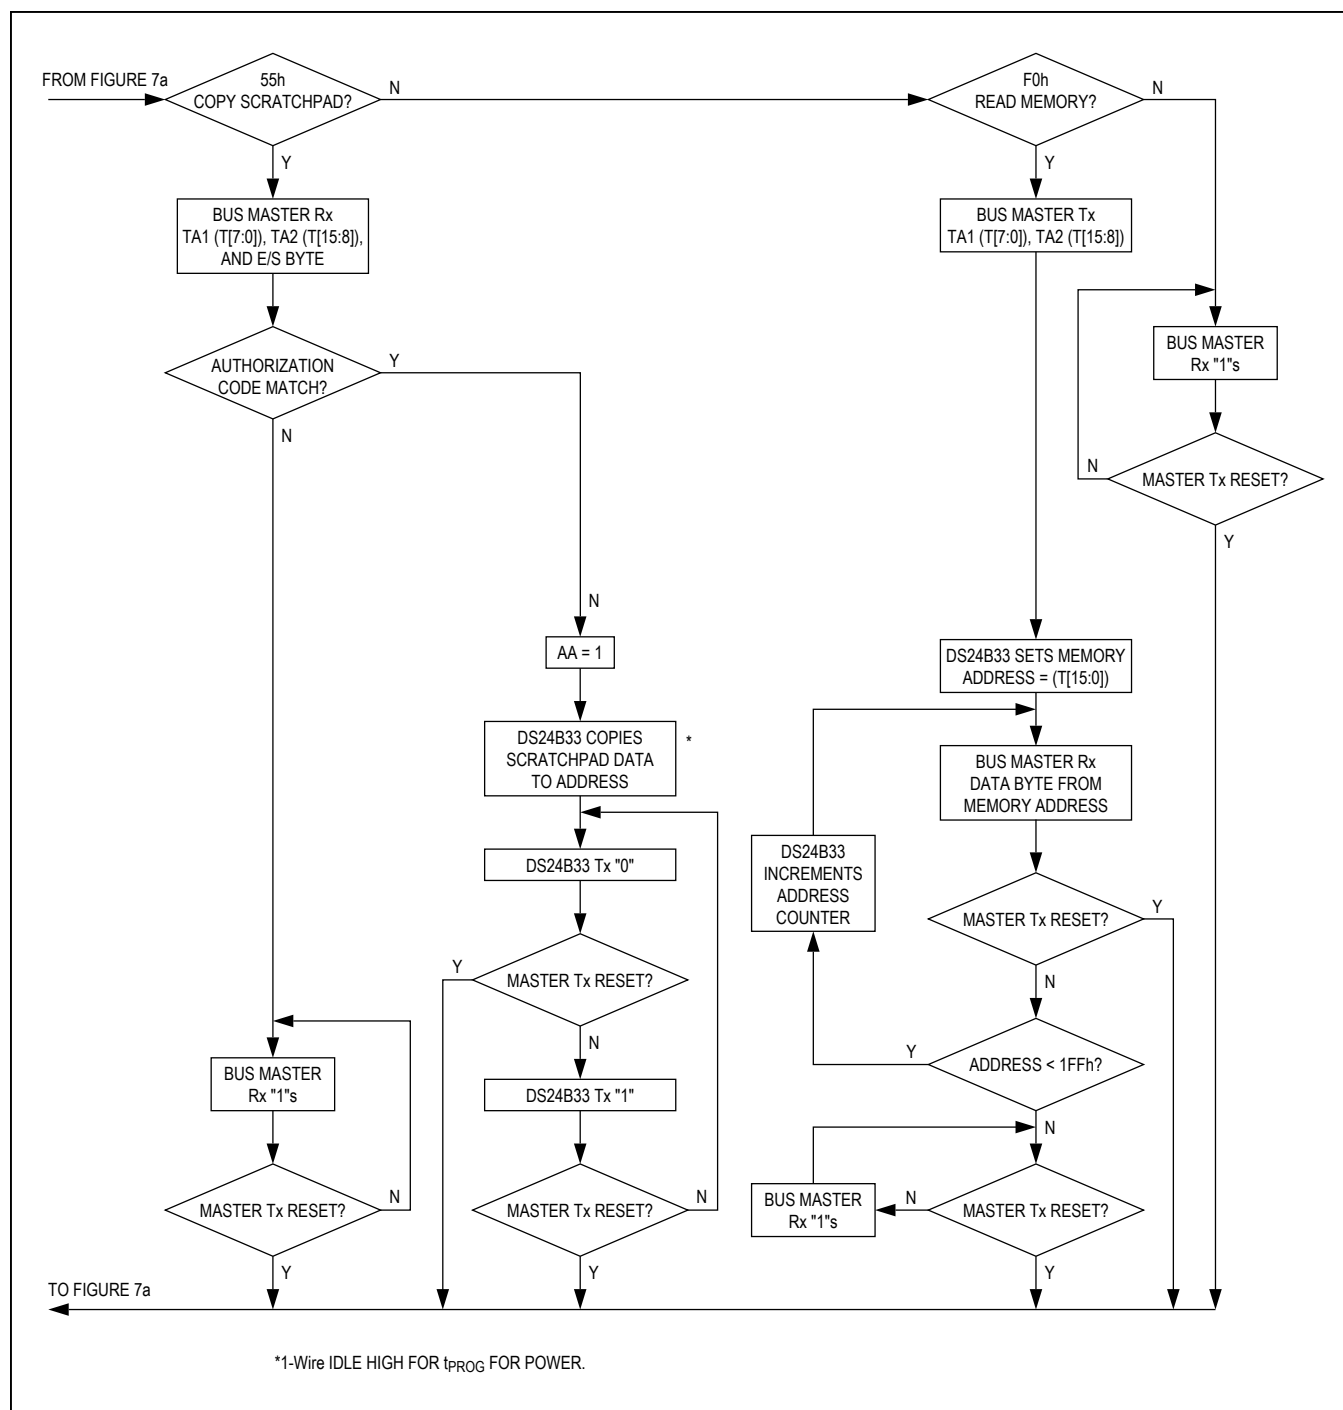 FROM FIGURE 7a
55h
COPY SCRATCHPAD?
N
Y
F0h
READ MEMORY?
N
Y
BUS MASTER Rx
TA1 (T[7:0]), TA2 (T[15:8]),
AND E/S BYTE
BUS MASTER Tx
TA1 (T[7:0]), TA2 (T[15:8])
AUTHORIZATION
CODE MATCH?
Y
N
BUS MASTER
Rx "1"s
MASTER Tx RESET?
N
Y
N
AA = 1
DS24B33 COPIES
SCRATCHPAD DATA
TO ADDRESS
*
DS24B33 Tx "0"
MASTER Tx RESET?
Y
N
DS24B33 Tx "1"
MASTER Tx RESET?
N
Y
DS24B33 SETS MEMORY
ADDRESS = (T[15:0])
BUS MASTER Rx
DATA BYTE FROM
MEMORY ADDRESS
DS24B33
INCREMENTS
ADDRESS
COUNTER
MASTER Tx RESET?
Y
N
ADDRESS < 1FFh?
Y
N
BUS MASTER
Rx "1"s
N
MASTER Tx RESET?
Y
BUS MASTER
Rx "1"s
MASTER Tx RESET?
N
Y
TO FIGURE 7a
*1-Wire IDLE HIGH FOR tPROG FOR POWER.